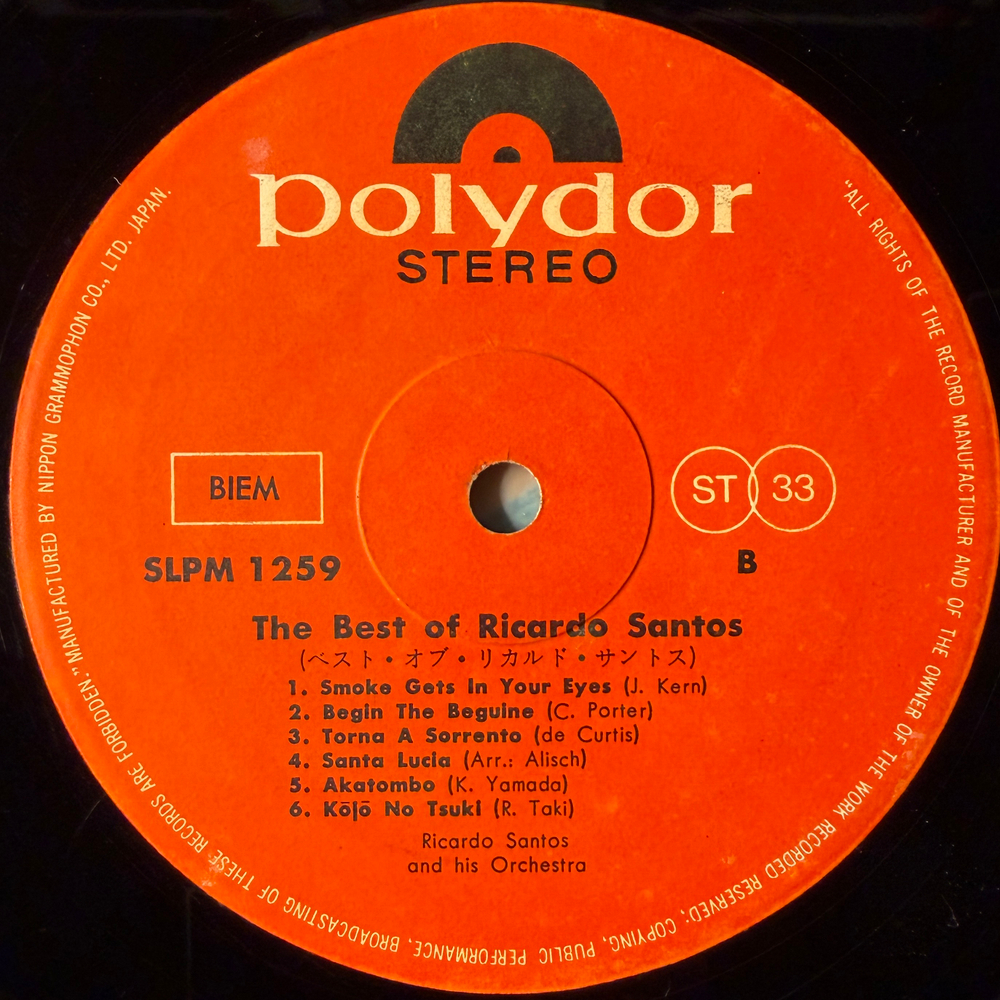 polydor
STEREO
BIEM
ST 33
SLPM 1259
B
The Best of Ricardo Santos
(ベスト・オブ・リカルド・サントス)
1. Smoke Gets In Your Eyes (J. Kern)
2. Begin The Beguine (C. Porter)
3. Torna A Sorrento (de Curtis)
4. Santa Lucia (Arr.: Alisch)
5. Akatombo (K. Yamada)
6. Kōjō No Tsuki (R. Taki)
Ricardo Santos
and his Orchestra
"ALL RIGHTS OF THE RECORD MANUFACTURER AND OF THE OWNER OF THE WORK RECORDED RESERVED; COPYING, PUBLIC PERFORMANCE, BROADCASTING OF THESE RECORDS ARE FORBIDDEN." MANUFACTURED BY NIPPON GRAMMOPHON CO., LTD. JAPAN.